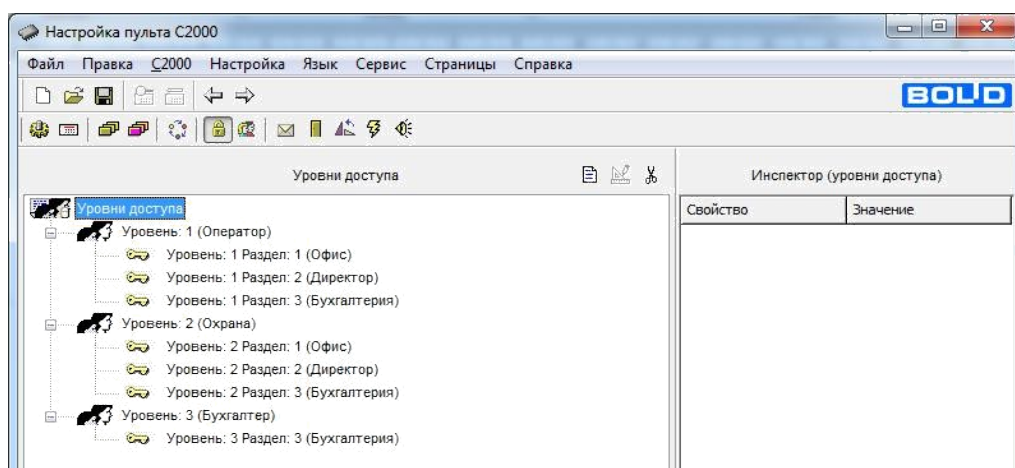 Настройка пульта С2000
Файл Правка С2000 Настройка Язык Сервис Страницы Справка
BOLID
Уровни доступа
Инспектор (уровни доступа)
Уровни доступа
Свойство Значение
Уровень: 1 (Оператор)
Уровень: 1 Раздел: 1 (Офис)
Уровень: 1 Раздел: 2 (Директор)
Уровень: 1 Раздел: 3 (Бухгалтерия)
Уровень: 2 (Охрана)
Уровень: 2 Раздел: 1 (Офис)
Уровень: 2 Раздел: 2 (Директор)
Уровень: 2 Раздел: 3 (Бухгалтерия)
Уровень: 3 (Бухгалтер)
Уровень: 3 Раздел: 3 (Бухгалтерия)